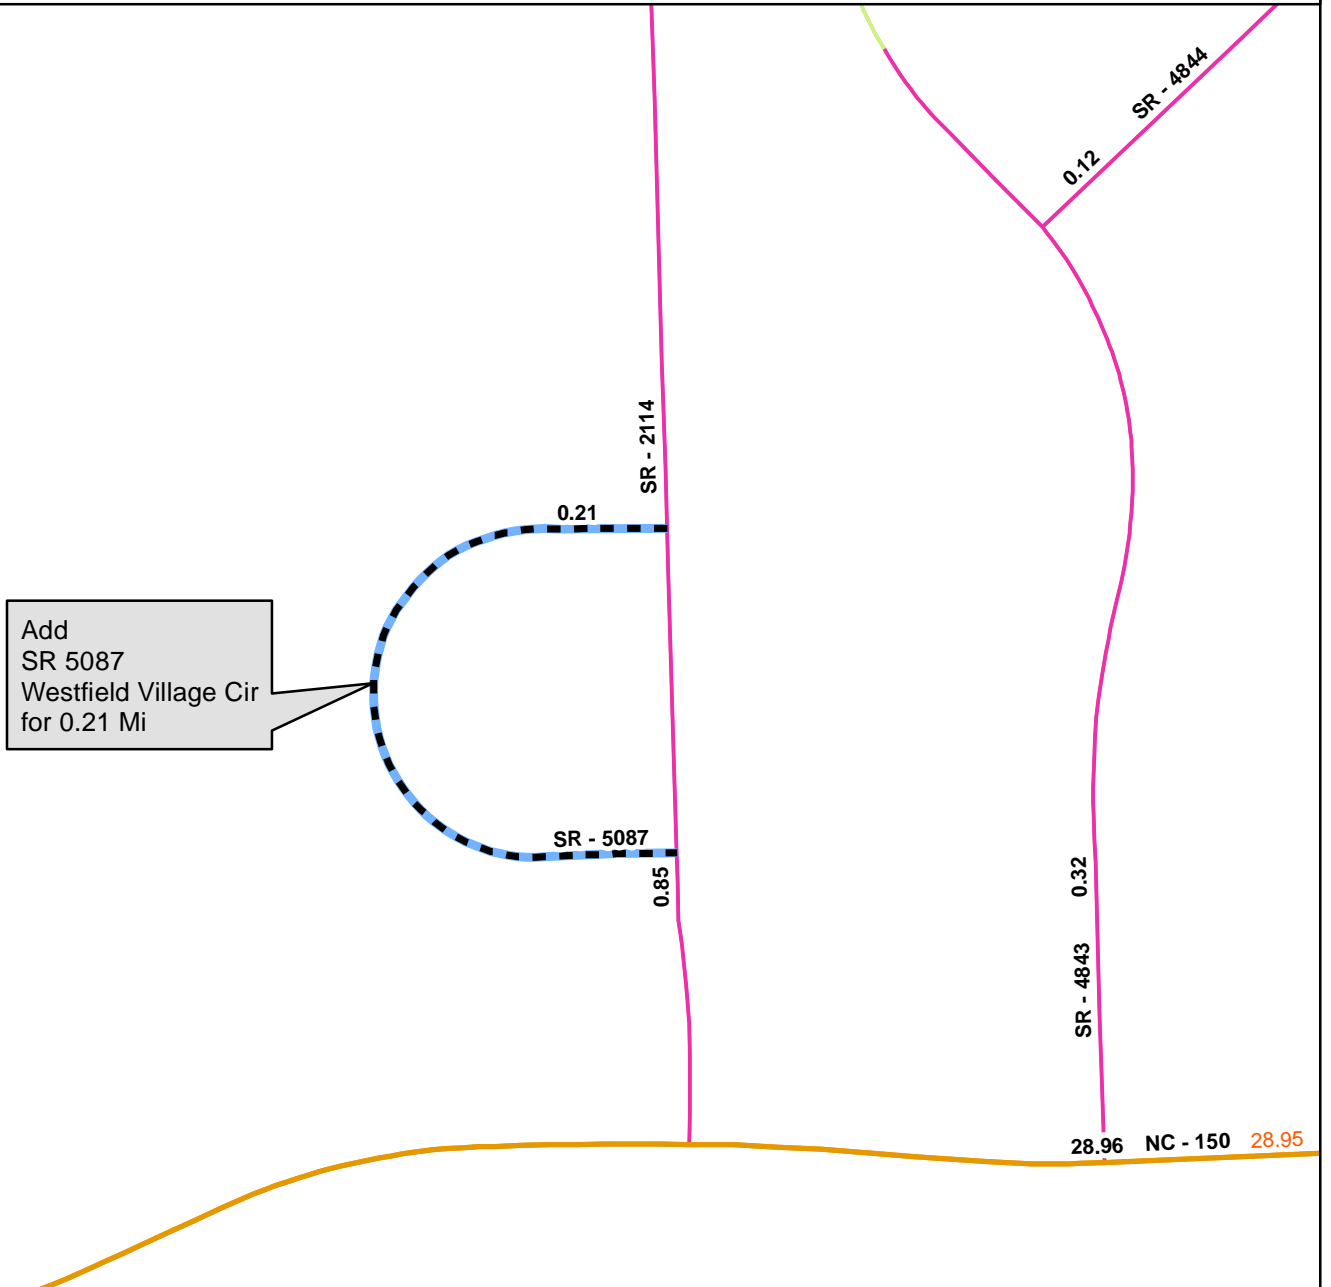 SR - 4844
0.12
SR - 2114
0.21
Add
SR 5087
Westfield Village Cir
for 0.21 Mi
SR - 5087
0.85
0.32
SR - 4843
28.96 NC - 150 28.95